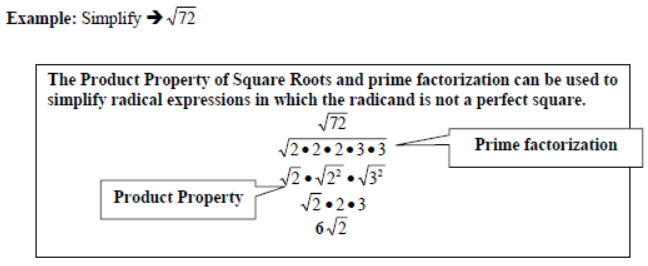 Example: Simplify ➔ √72
The Product Property of Square Roots and prime factorization can be used to
simplify radical expressions in which the radicand is not a perfect square.
√72
√2•2•2•3•3
Prime factorization
√2•√2²•√3²
Product Property
√2•2•3
6√2